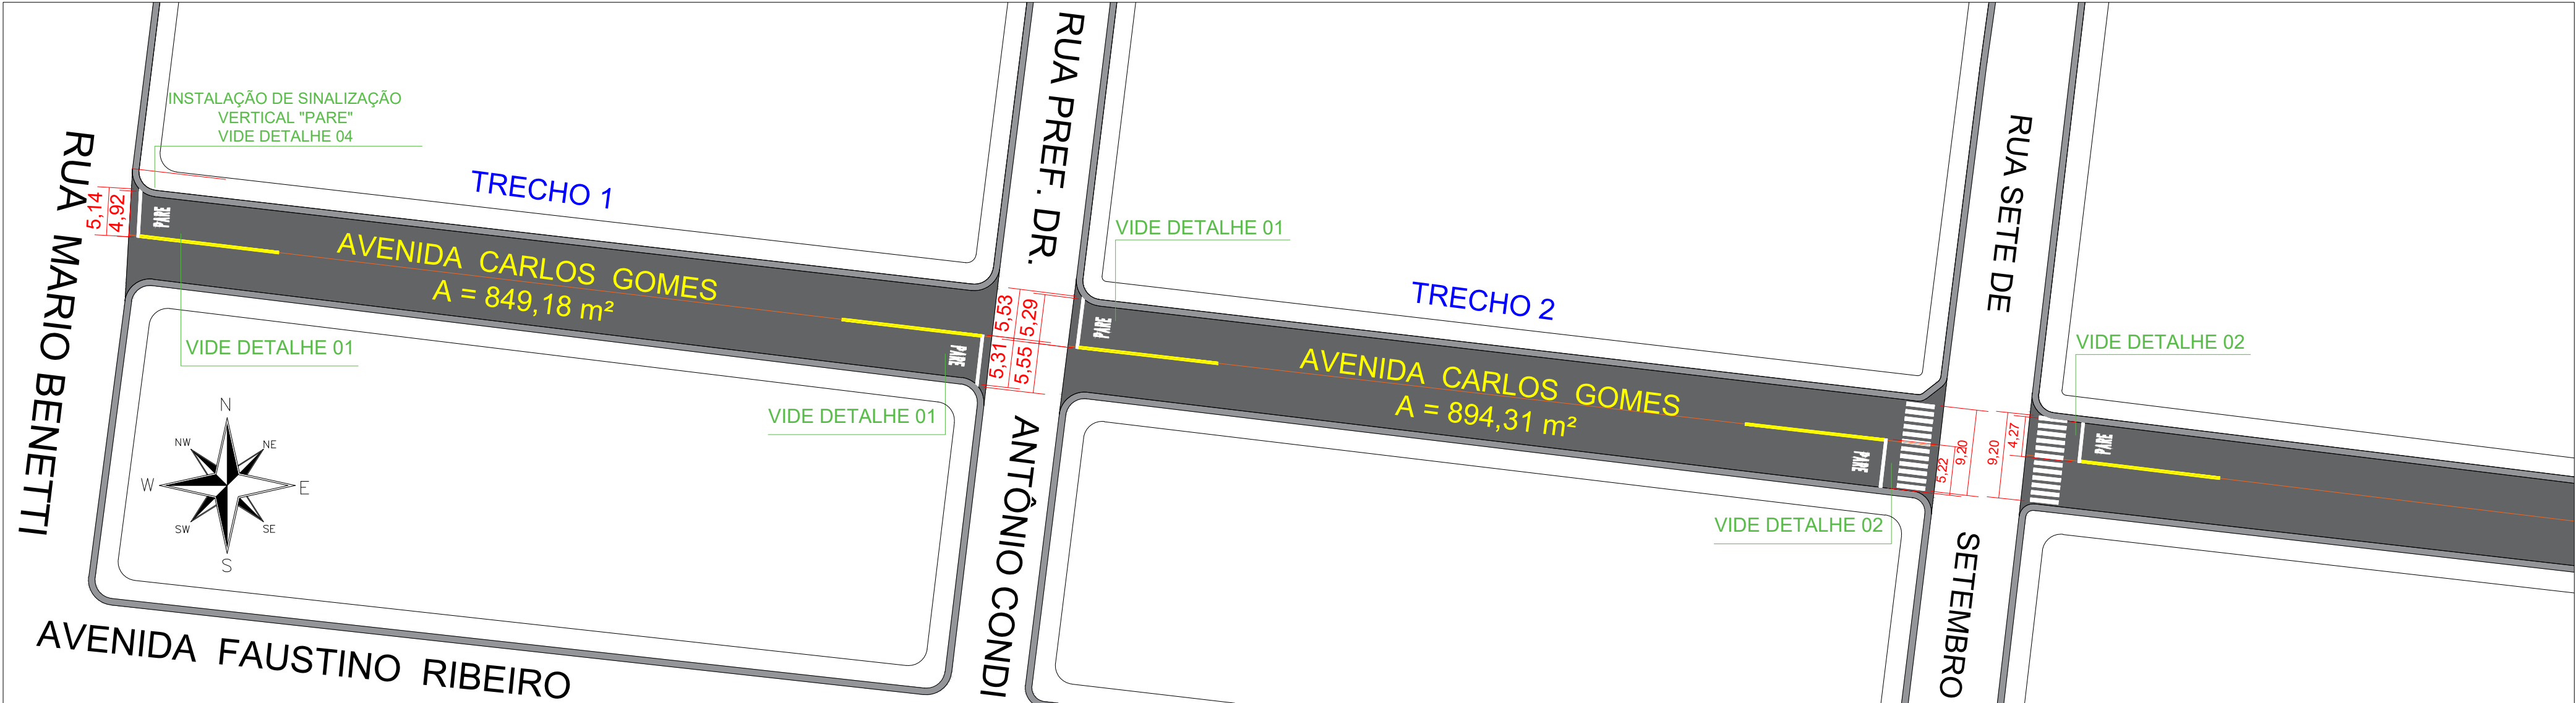 INSTALAÇÃO DE SINALIZAÇÃO
VERTICAL "PARE"
VIDE DETALHE 04
RUA MARIO BENETTI
5,14
4,92
PARE
TRECHO 1
AVENIDA CARLOS GOMES
A = 849,18 m²
VIDE DETALHE 01
N
NW
NE
W
E
SW
SE
S
AVENIDA FAUSTINO RIBEIRO
VIDE DETALHE 01
PARE
5,53
5,29
5,31
5,55
RUA PREF. DR.
ANTÔNIO CONDI
VIDE DETALHE 01
PARE
TRECHO 2
AVENIDA CARLOS GOMES
A = 894,31 m²
PARE
VIDE DETALHE 02
5,22
9,20
9,20
4,27
RUA SETE DE
SETEMBRO
VIDE DETALHE 02
PARE